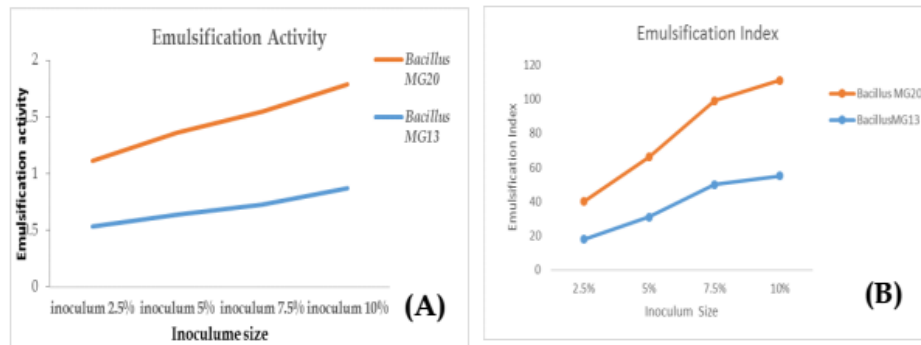 Emulsification Activity
2
1.5
1
0.5
0
Emulsification activity
inoculum 2.5% inoculum 5% inoculum 7.5% inoculum 10%
Inoculume size
Bacillus
MG20
Bacillus
MG13
(A)
Emulsification Index
120
100
80
60
40
20
0
Emulsification Index
2.5% 5% 7.5% 10%
Inoculum Size
Bacillus MG20
BacillusMG13
(B)